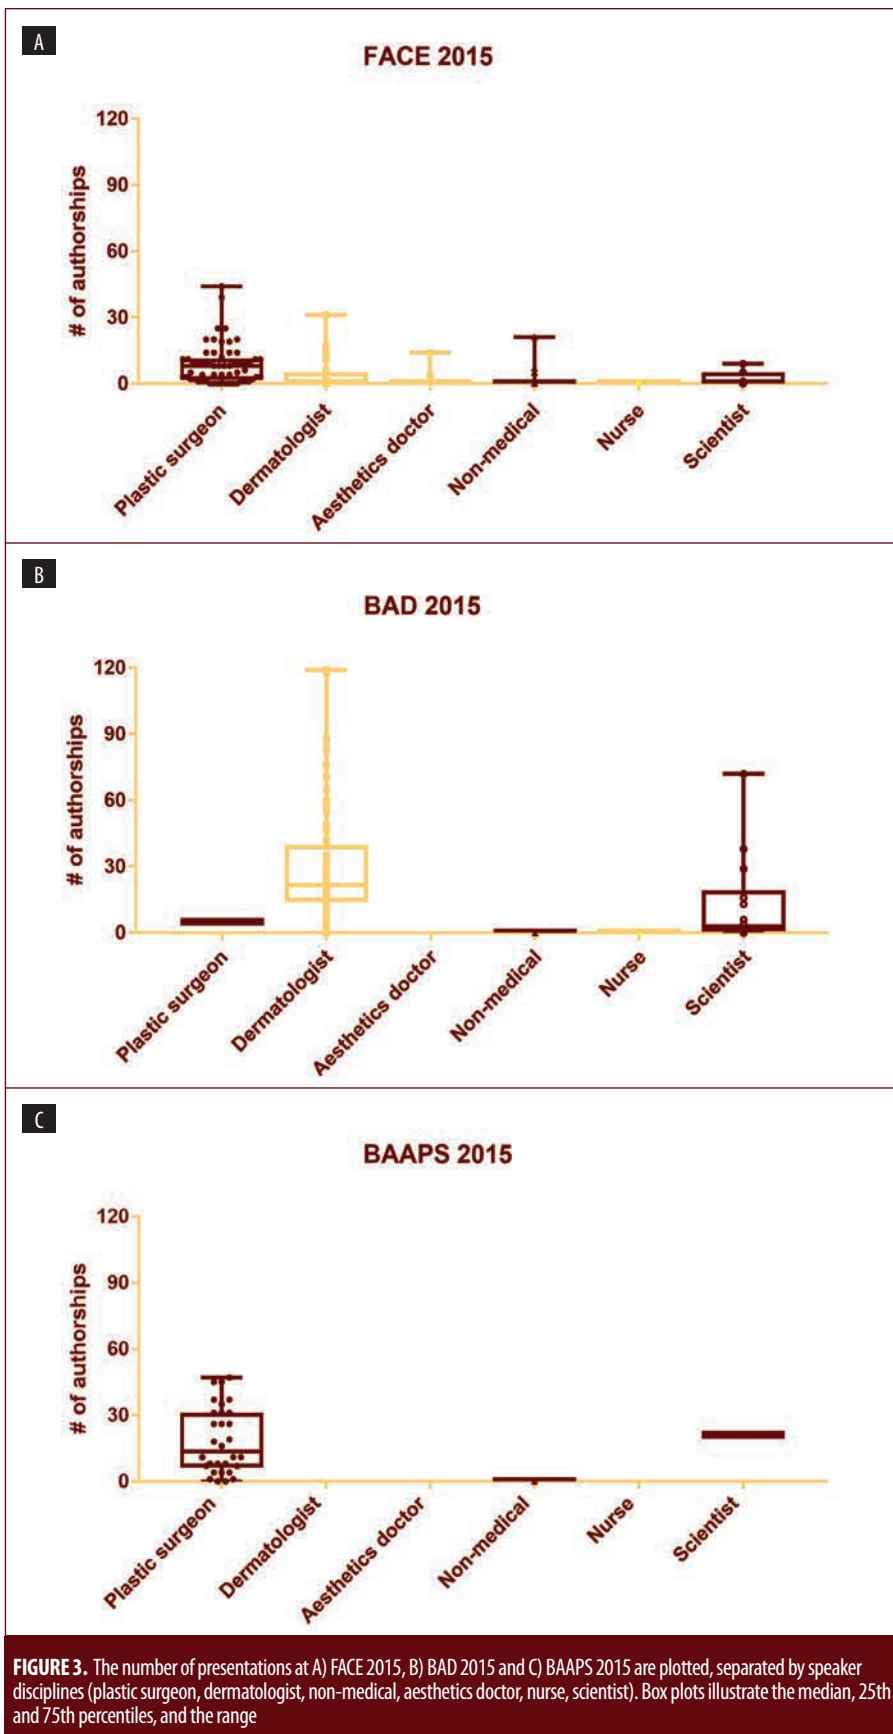 A
FACE 2015
# of authorships
120
90
60
30
0
Plastic surgeon
Dermatologist
Aesthetics doctor
Non-medical
Nurse
Scientist
B
BAD 2015
# of authorships
120
90
60
30
0
Plastic surgeon
Dermatologist
Aesthetics doctor
Non-medical
Nurse
Scientist
C
BAAPS 2015
# of authorships
120
90
60
30
0
Plastic surgeon
Dermatologist
Aesthetics doctor
Non-medical
Nurse
Scientist
FIGURE 3. The number of presentations at A) FACE 2015, B) BAD 2015 and C) BAAPS 2015 are plotted, separated by speaker
disciplines (plastic surgeon, dermatologist, non-medical, aesthetics doctor, nurse, scientist). Box plots illustrate the median, 25th
and 75th percentiles, and the range